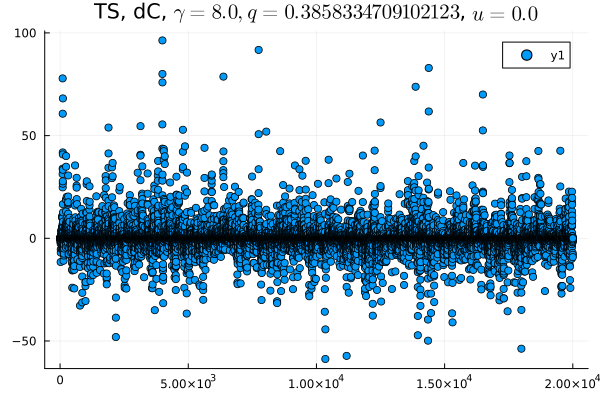 TS, dC, γ = 8.0, q = 0.3858334709102123, u = 0.0
y1
100
50
0
−50
0 5.00×10³ 1.00×10⁴ 1.50×10⁴ 2.00×10⁴